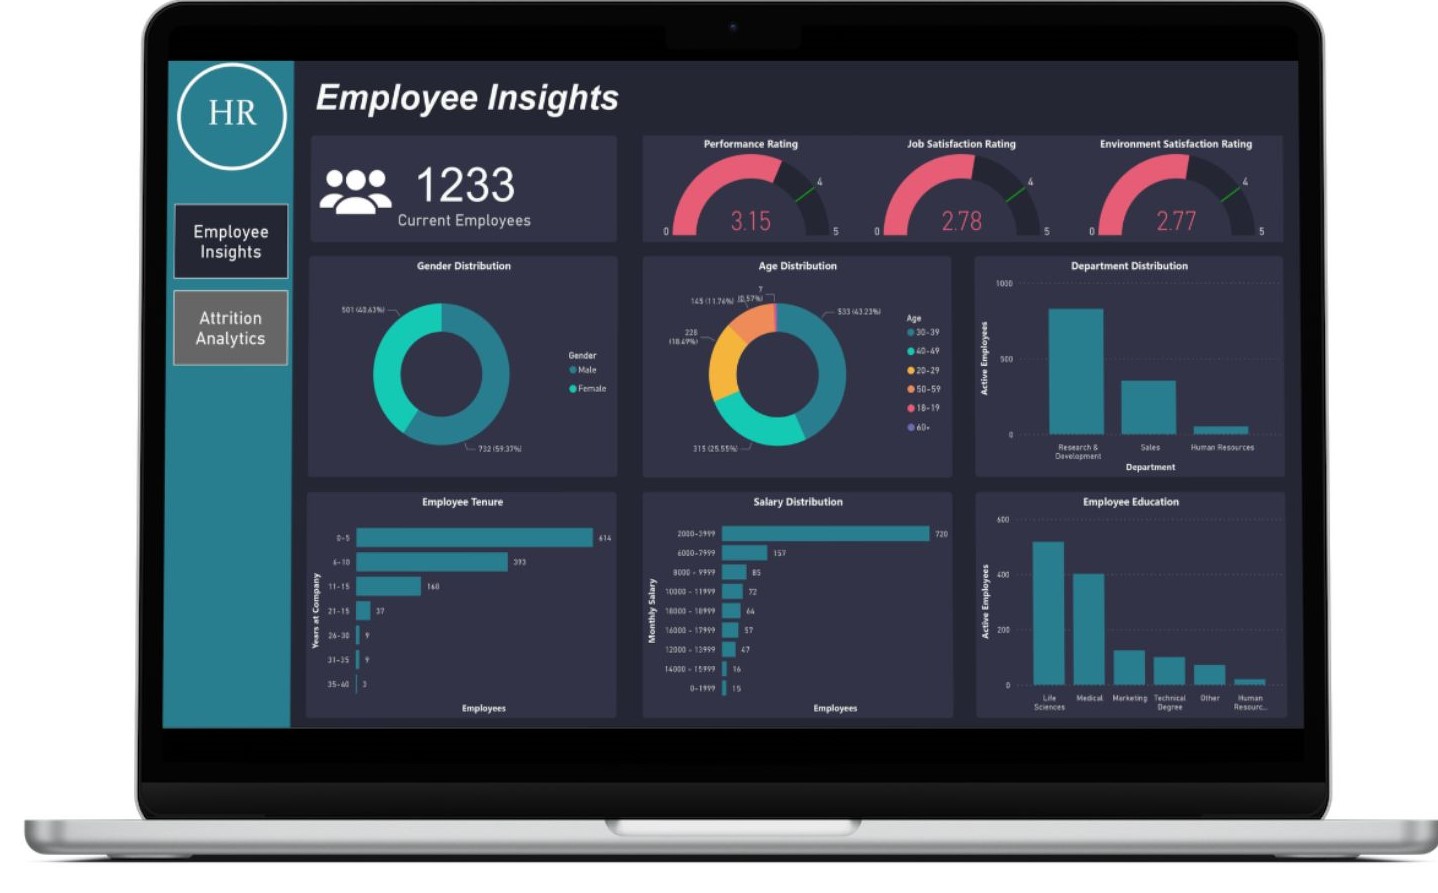 HR
Employee Insights
Employee
Insights
Attrition
Analytics
1233
Current Employees
Performance Rating
0
3.15
4
5
Job Satisfaction Rating
0
2.78
4
5
Environment Satisfaction Rating
0
2.77
4
5
Gender Distribution
501 (40.63%)
732 (59.37%)
Gender
Male
Female
Age Distribution
7
(0.57%)
145 (11.76%)
228
(18.49%)
533 (43.23%)
315 (25.55%)
Age
30-39
40-49
20-29
50-59
18-19
60+
Department Distribution
Active Employees
1000
500
0
Research &
Development
Sales
Human Resources
Department
Employee Tenure
Years at Company
0-5 614
6-10 393
11-15 168
21-15 37
26-30 9
31-35 9
35-40 3
Employees
Salary Distribution
Monthly Salary
2000-3999 720
6000-7999 157
8000 - 9999 85
10000 - 11999 72
18000 - 18999 64
16000 - 17999 57
12000 - 13999 47
14000 - 15999 16
0-1999 15
Employees
Employee Education
Active Employees
600
400
200
0
Life
Sciences
Medical
Marketing
Technical
Degree
Other
Human
Resourc...